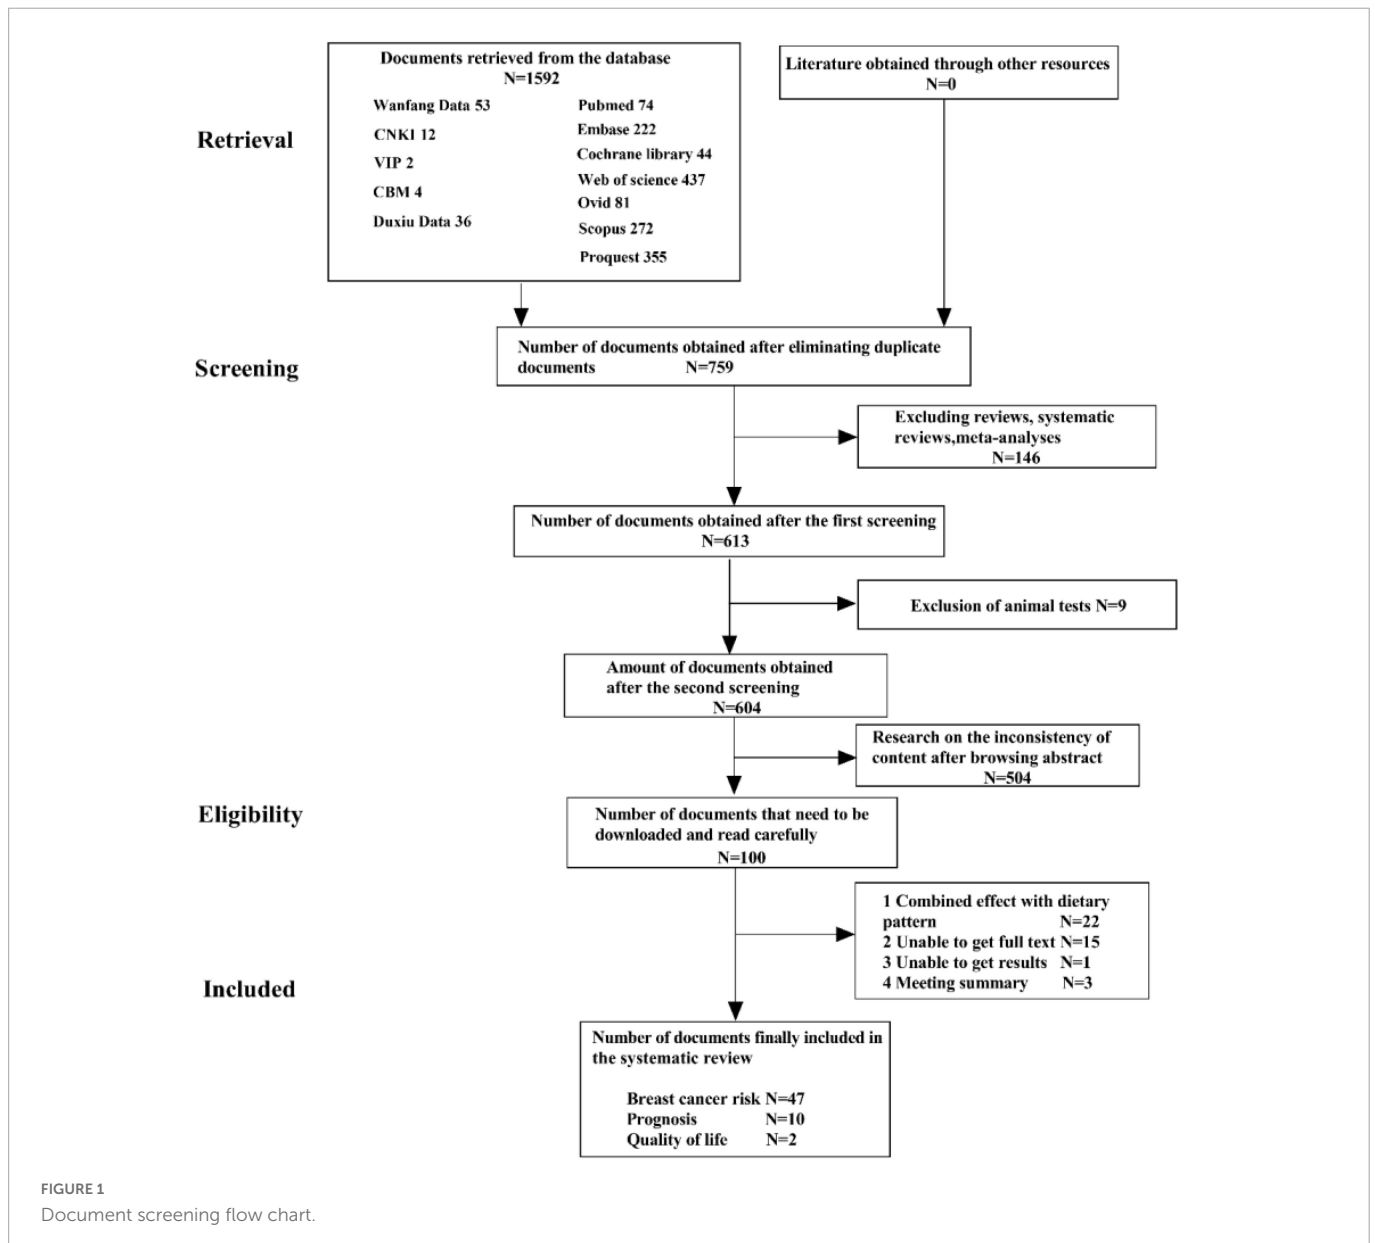 Documents retrieved from the database
N=1592
Wanfang Data 53
CNKI 12
VIP 2
CBM 4
Duxiu Data 36
Pubmed 74
Embase 222
Cochrane library 44
Web of science 437
Ovid 81
Scopus 272
Proquest 355
Literature obtained through other resources
N=0
Retrieval
Number of documents obtained after eliminating duplicate
documents N=759
Screening
Excluding reviews, systematic
reviews,meta-analyses
N=146
Number of documents obtained after the first screening
N=613
Exclusion of animal tests N=9
Amount of documents obtained
after the second screening
N=604
Research on the inconsistency of
content after browsing abstract
N=504
Eligibility
Number of documents that need to be
downloaded and read carefully
N=100
1 Combined effect with dietary
pattern N=22
2 Unable to get full text N=15
3 Unable to get results N=1
4 Meeting summary N=3
Included
Number of documents finally included in
the systematic review
Breast cancer risk N=47
Prognosis N=10
Quality of life N=2
FIGURE 1
Document screening flow chart.